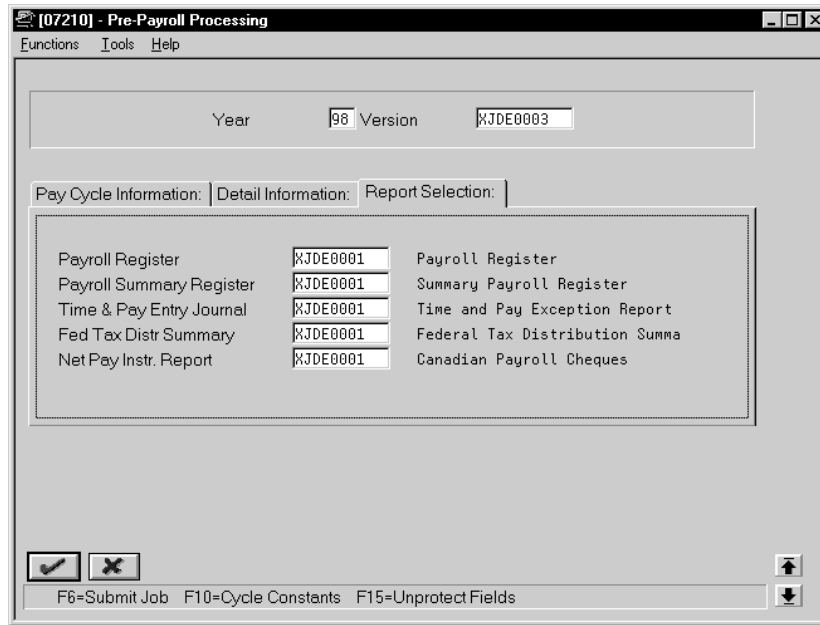 [07210] - Pre-Payroll Processing
Functions Tools Help
Year 98 Version XJDE0003
Pay Cycle Information: Detail Information: Report Selection:
Payroll Register XJDE0001 Payroll Register
Payroll Summary Register XJDE0001 Summary Payroll Register
Time & Pay Entry Journal XJDE0001 Time and Pay Exception Report
Fed Tax Distr Summary XJDE0001 Federal Tax Distribution Summa
Net Pay Instr. Report XJDE0001 Canadian Payroll Cheques
F6=Submit Job F10=Cycle Constants F15=Unprotect Fields